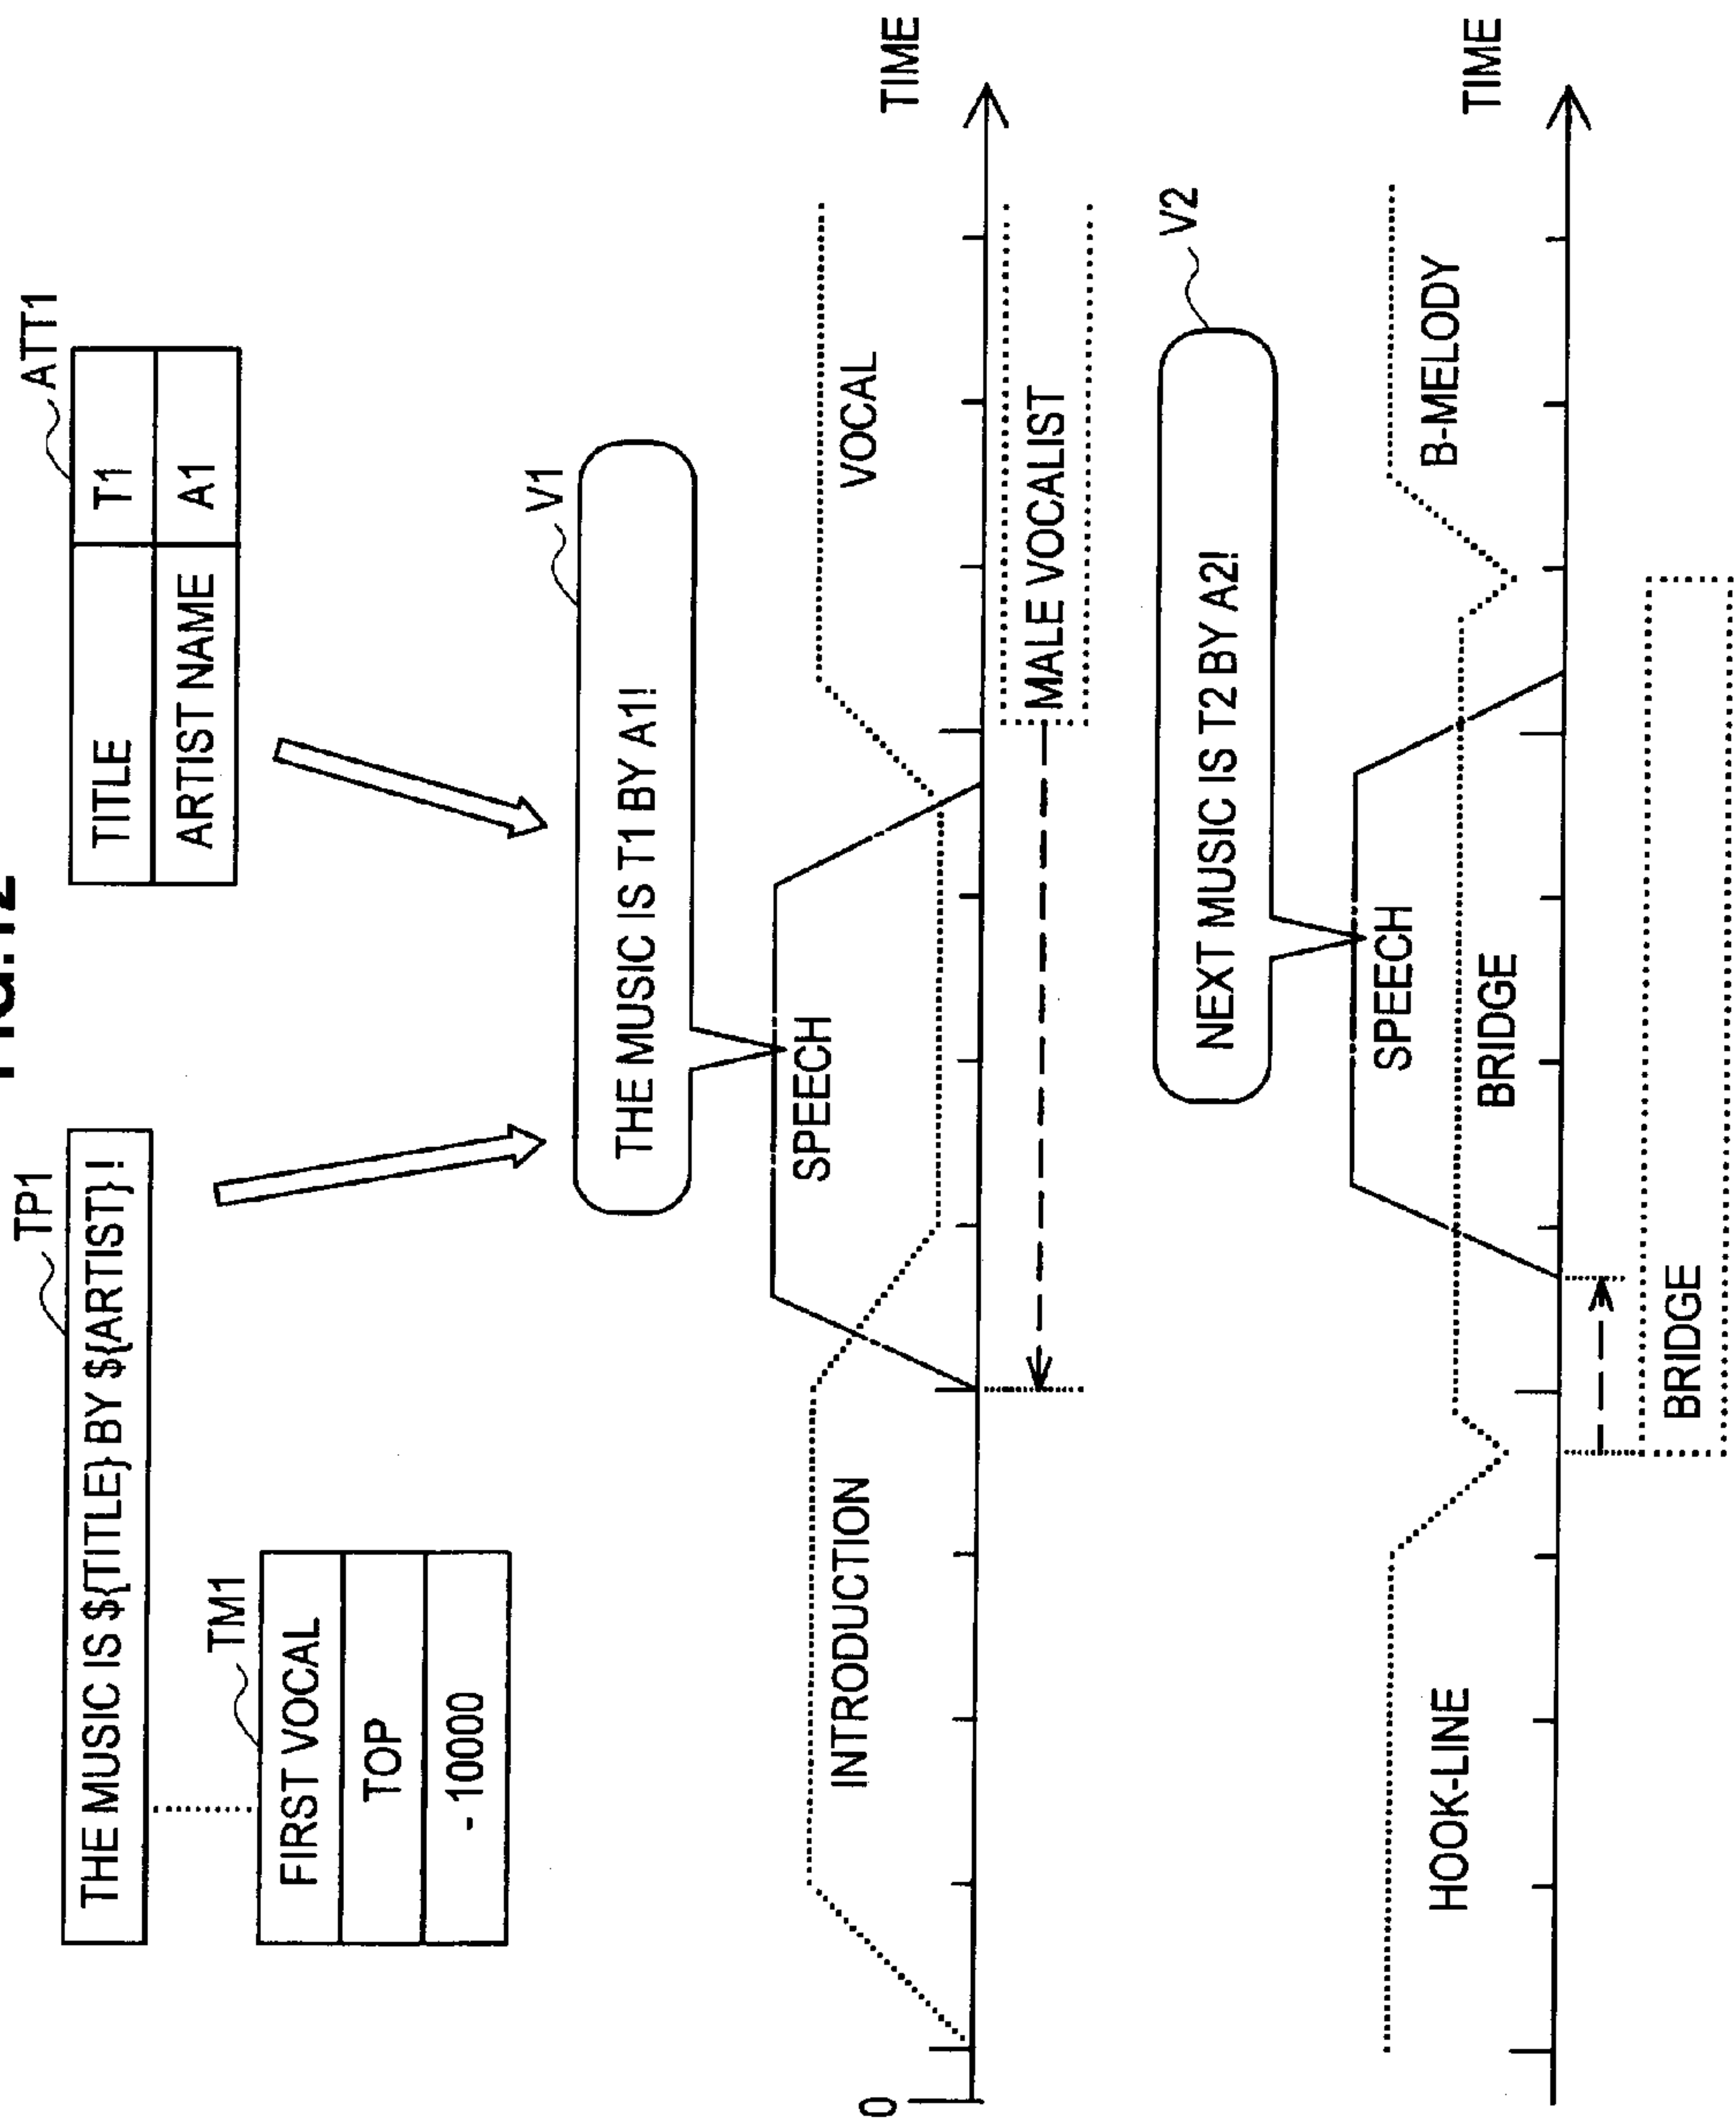 FIG.12
TP1
THE MUSIC IS ${TITLE} BY ${ARTIST} !
ATT1
TITLE T1
ARTIST NAME A1
TM1
FIRST VOCAL
TOP
- 10000
V1
THE MUSIC IS T1 BY A1!
SPEECH
INTRODUCTION
VOCAL
TIME
0
MALE VOCALIST
V2
NEXT MUSIC IS T2 BY A2!
SPEECH
HOOK-LINE
BRIDGE
B-MELODY
TIME
BRIDGE